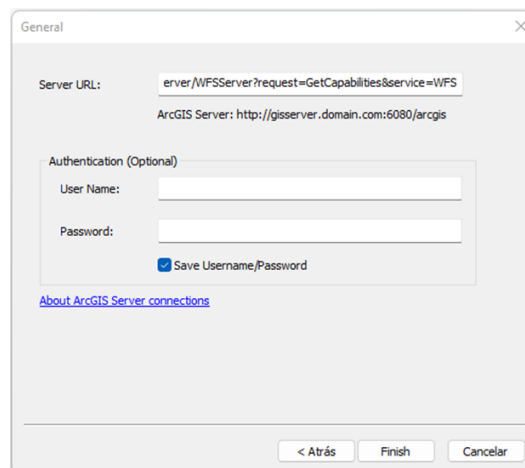 General
Server URL: erver/WFSServer?request=GetCapabilities&service=WFS
ArcGIS Server: http://gisserver.domain.com:6080/arcgis
Authentication (Optional)
User Name:
Password:
Save Username/Password
About ArcGIS Server connections
< Atrás Finish Cancelar